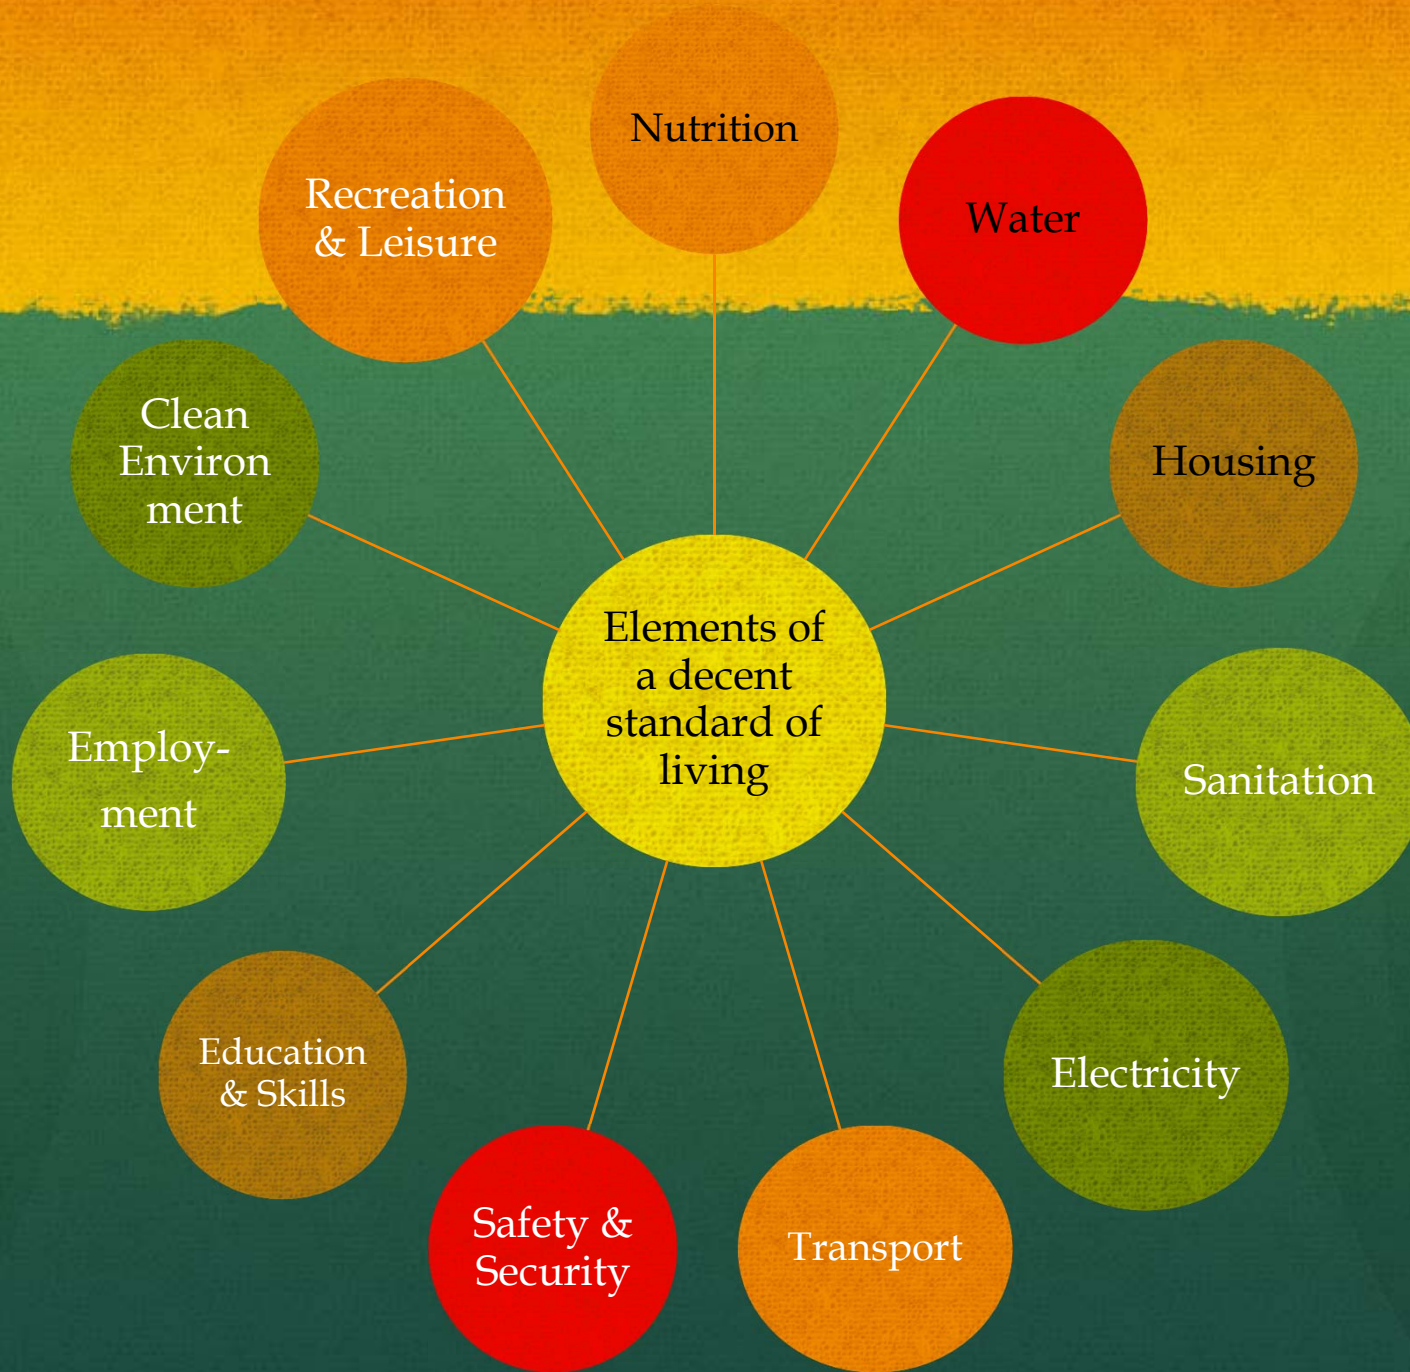 Nutrition
Water
Housing
Sanitation
Electricity
Transport
Safety &
Security
Education
& Skills
Employ-
ment
Clean
Environ
ment
Recreation
& Leisure
Elements of
a decent
standard of
living